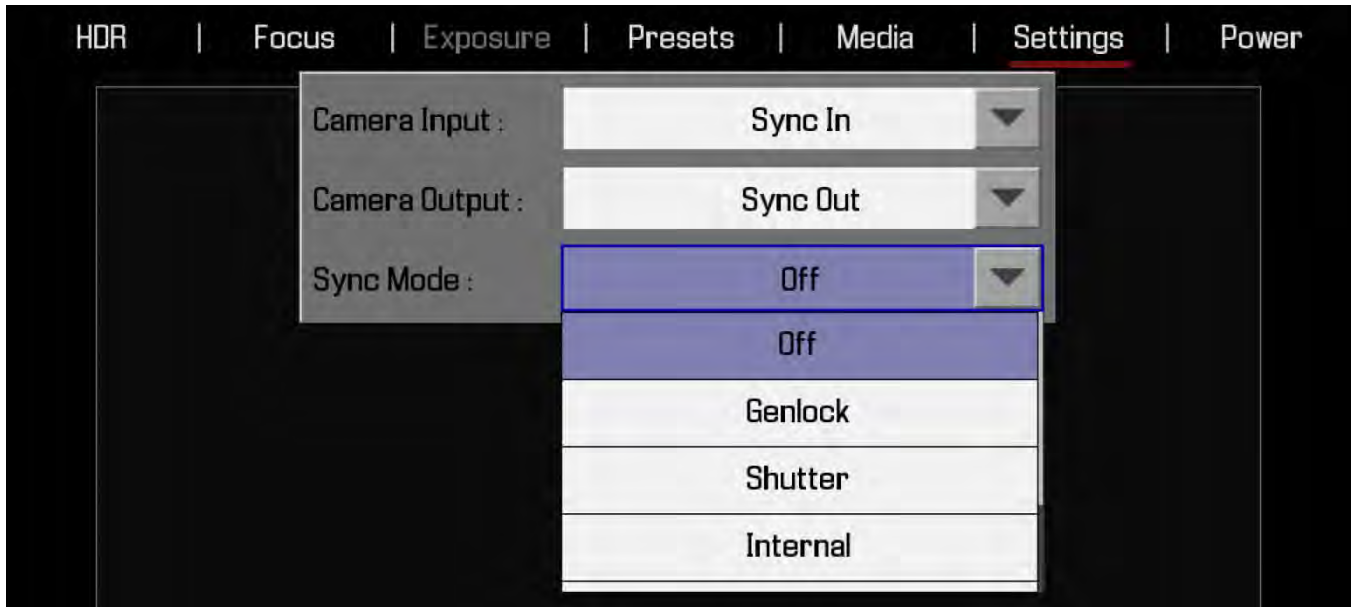 HDR | Focus | Exposure | Presets | Media | Settings | Power
Camera Input : Sync In
Camera Output : Sync Out
Sync Mode : Off
Off
Genlock
Shutter
Internal